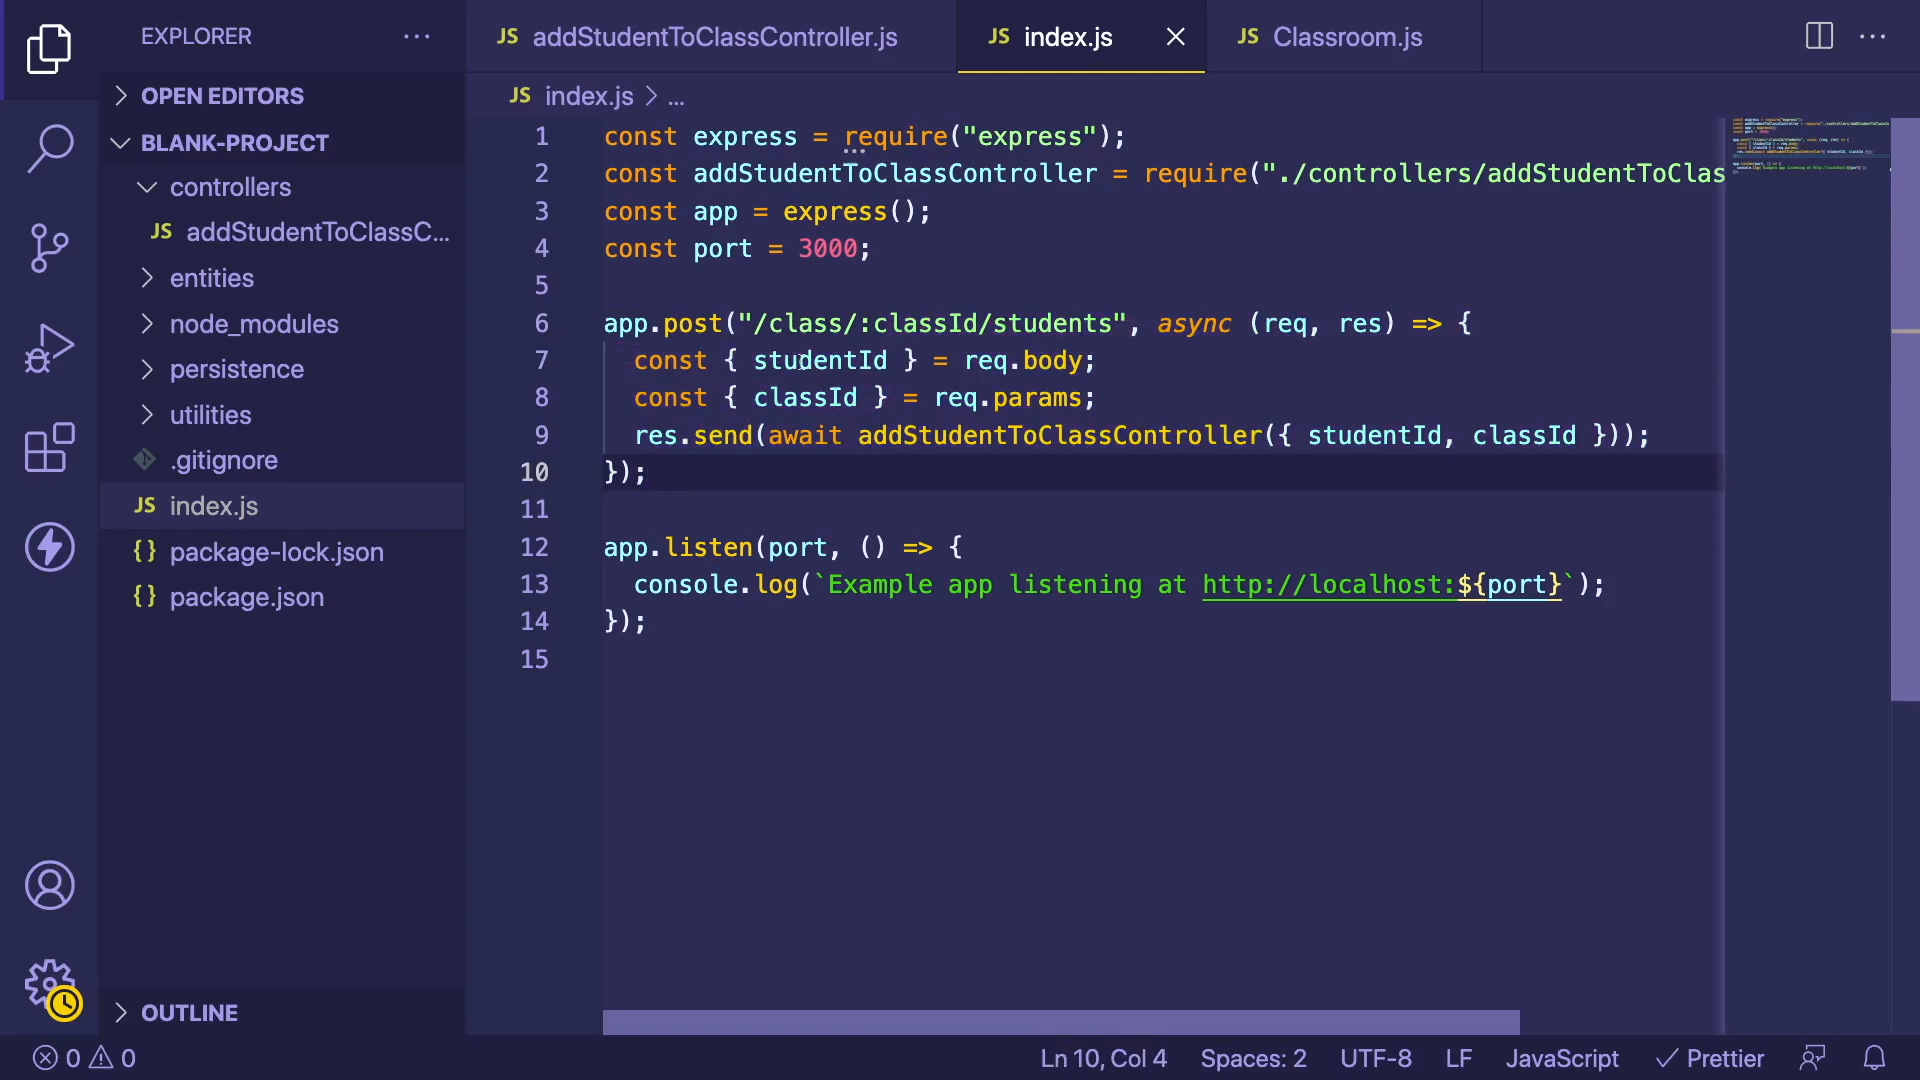 EXPLORER
OPEN EDITORS
BLANK-PROJECT
controllers
JS addStudentToClassC...
entities
node_modules
persistence
utilities
.gitignore
JS index.js
{} package-lock.json
{} package.json
OUTLINE
JS addStudentToClassController.js
JS index.js
JS Classroom.js
JS index.js > ...
1 const express = require("express");
2 const addStudentToClassController = require("./controllers/addStudentToClas
3 const app = express();
4 const port = 3000;
5
6 app.post("/class/:classId/students", async (req, res) => {
7 const { studentId } = req.body;
8 const { classId } = req.params;
9 res.send(await addStudentToClassController({ studentId, classId }));
10 });
11
12 app.listen(port, () => {
13 console.log(`Example app listening at http://localhost:${port}`);
14 });
15
0 0
Ln 10, Col 4
Spaces: 2
UTF-8
LF
JavaScript
Prettier